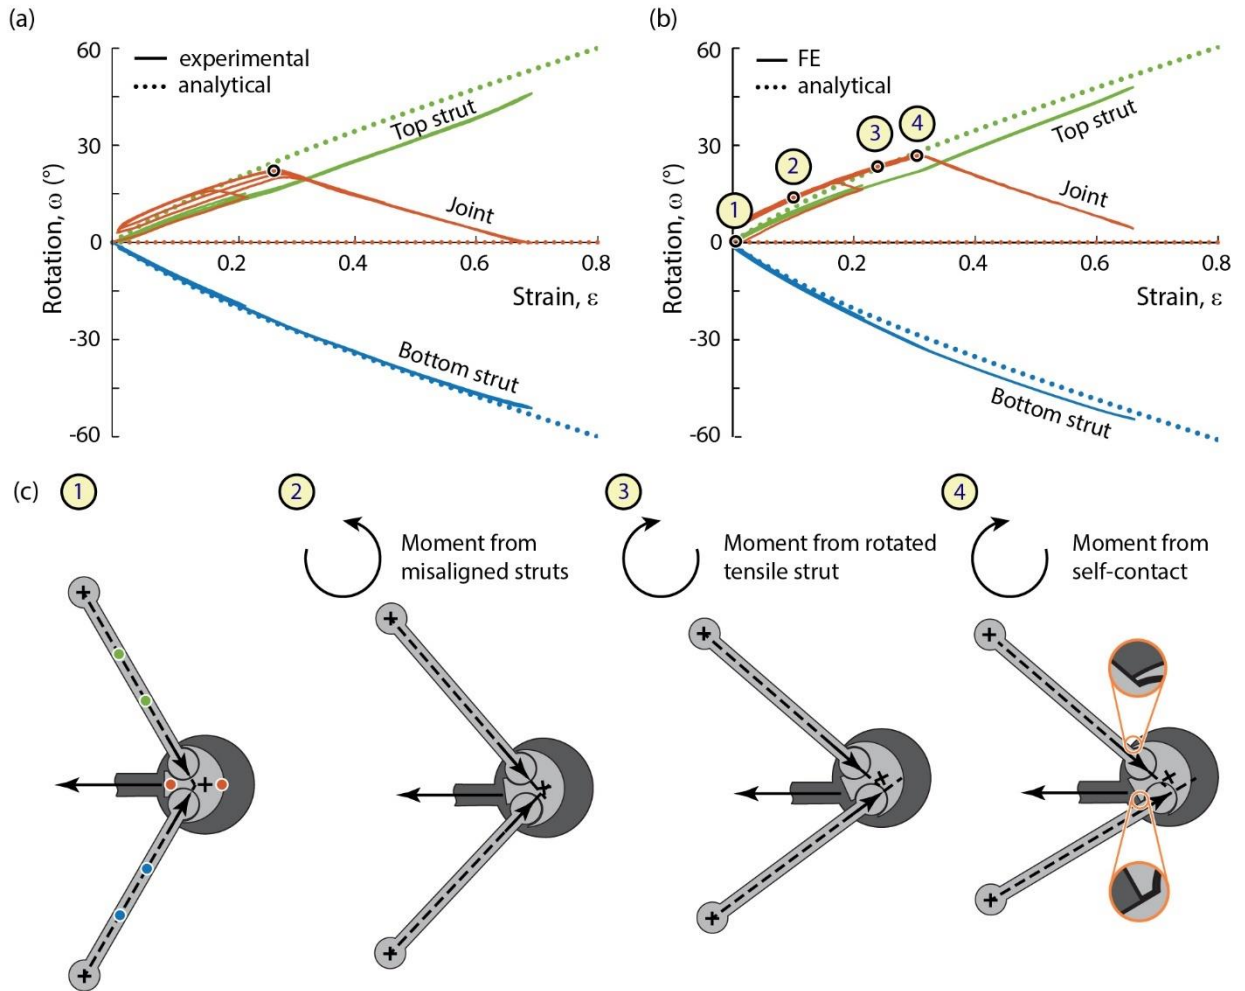 (a)
60
30
0
-30
-60
Rotation, ω (°)
experimental
analytical
Top strut
Joint
Bottom strut
0.2
0.4
0.6
0.8
Strain, ε
(b)
60
30
0
-30
-60
Rotation, ω (°)
FE
analytical
1
2
3
4
Top strut
Joint
Bottom strut
0.2
0.4
0.6
0.8
Strain, ε
(c)
1
2
Moment from
misaligned struts
3
Moment from rotated
tensile strut
4
Moment from
self-contact